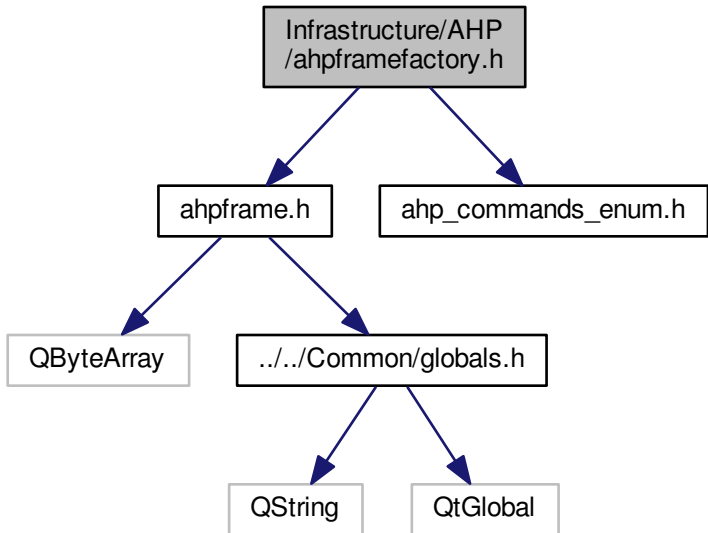 Infrastructure/AHP
/ahpframefactory.h
ahpframe.h
ahp_commands_enum.h
QByteArray
../../Common/globals.h
QString
QtGlobal